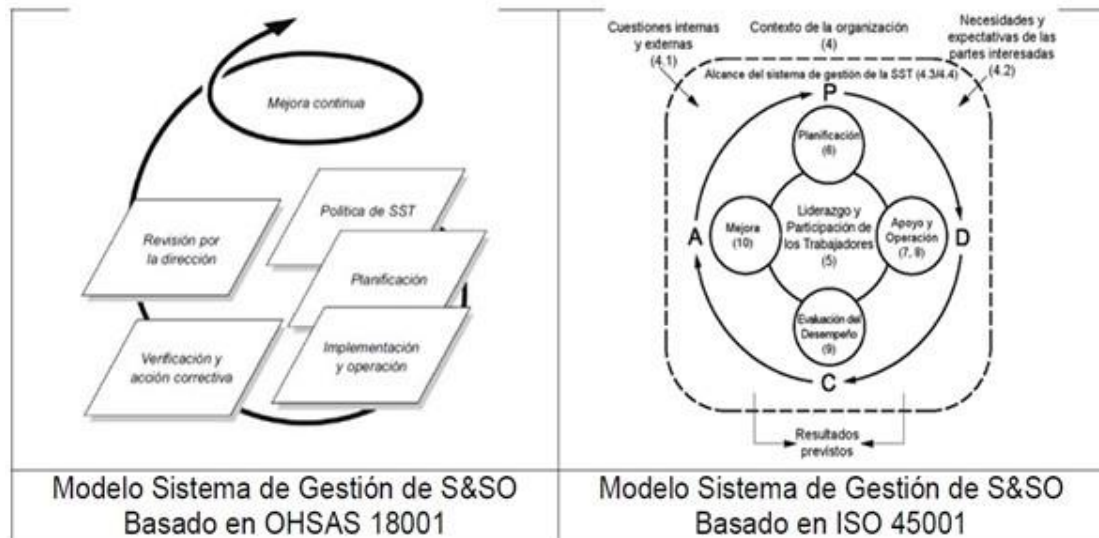 Mejora continua
Política de SST
Revisión por
la dirección
Planificación
Verificación y
acción correctiva
Implementación
y operación
Modelo Sistema de Gestión de S&SO
Basado en OHSAS 18001
Cuestiones internas
y externas
(4.1)
Contexto de la organización
(4)
Necesidades y
expectativas de las
partes interesadas
(4.2)
Alcance del sistema de gestión de la SST (4.3/4.4)
P
Planificación
(6)
A
Mejora
(10)
Liderazgo y
Participación de
los Trabajadores
(5)
Apoyo y
Operación
(7, 8)
D
Evaluación del
Desempeño
(9)
C
Resultados
previstos
Modelo Sistema de Gestión de S&SO
Basado en ISO 45001